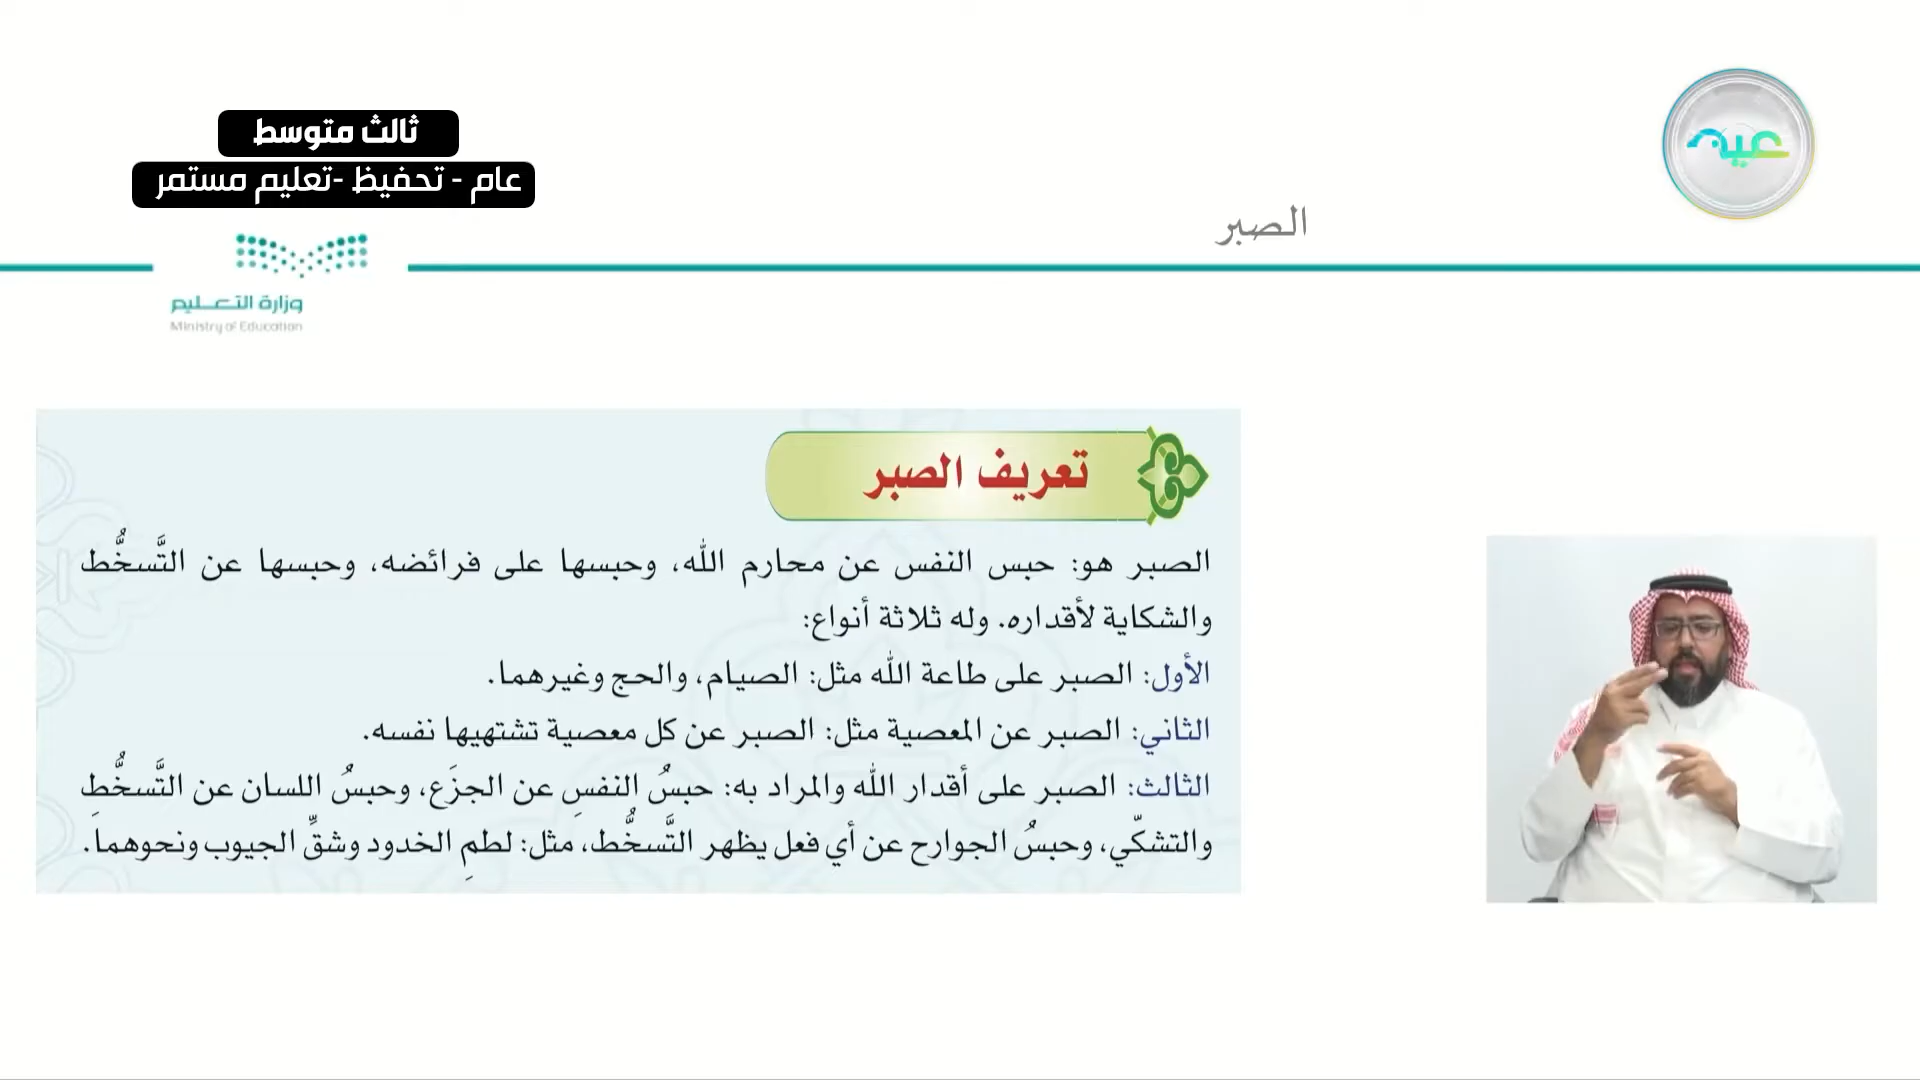 ثالث متوسط
عام - تحفيظ -تعليم مستمر
عين
الصبر
وزارة التعليم
Ministry of Education
تعريف الصبر
الصبر هو: حبس النفس عن محارم الله، وحبسها على فرائضه، وحبسها عن التَّسخُّط
والشكاية لأقداره. وله ثلاثة أنواع:
الأول: الصبر على طاعة الله مثل: الصيام، والحج وغيرهما.
الثاني: الصبر عن المعصية مثل: الصبر عن كل معصية تشتهيها نفسه.
الثالث: الصبر على أقدار الله والمراد به: حبسُ النفسِ عن الجزَع، وحبسُ اللسان عن التَّسخُّطِ
والتشكّي، وحبسُ الجوارح عن أي فعل يظهر التَّسخُّط، مثل: لطمِ الخدود وشقِّ الجيوب ونحوهما.